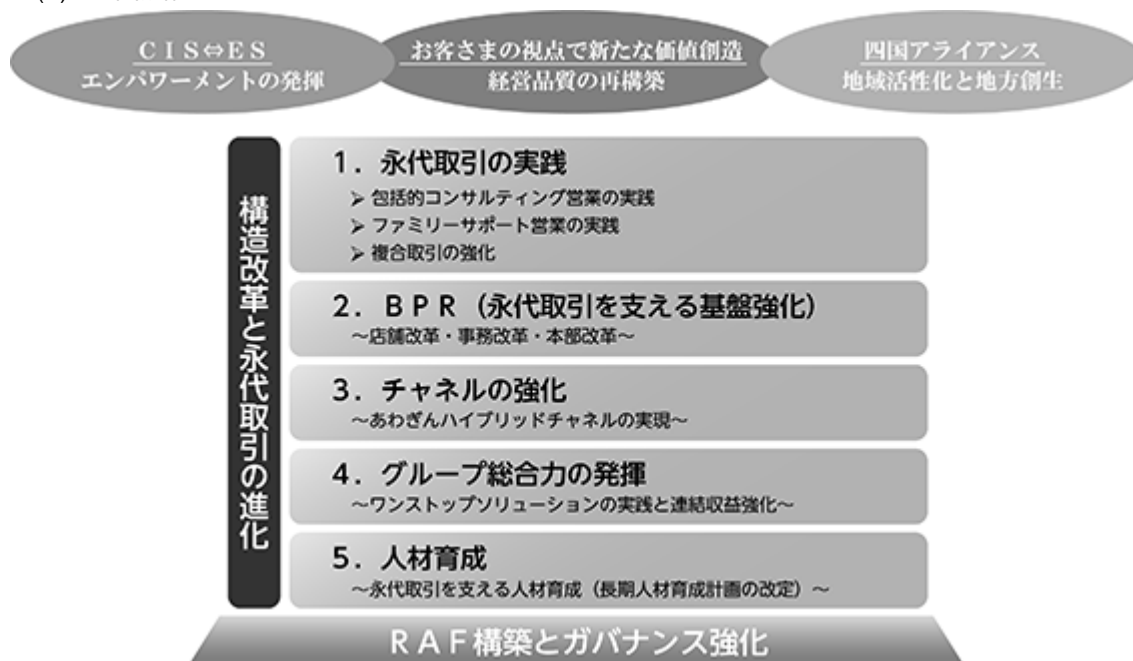 CIS⇔ES
エンパワーメントの発揮
お客さまの視点で新たな価値創造
経営品質の再構築
四国アライアンス
地域活性化と地方創生
構造改革と永代取引の進化
1．永代取引の実践
➢ 包括的コンサルティング営業の実践
➢ ファミリーサポート営業の実践
➢ 複合取引の強化
2．ＢＰＲ（永代取引を支える基盤強化）
～店舗改革・事務改革・本部改革～
3．チャネルの強化
～あわぎんハイブリッドチャネルの実現～
4．グループ総合力の発揮
～ワンストップソリューションの実践と連結収益強化～
5．人材育成
～永代取引を支える人材育成（長期人材育成計画の改定）～
ＲＡＦ構築とガバナンス強化